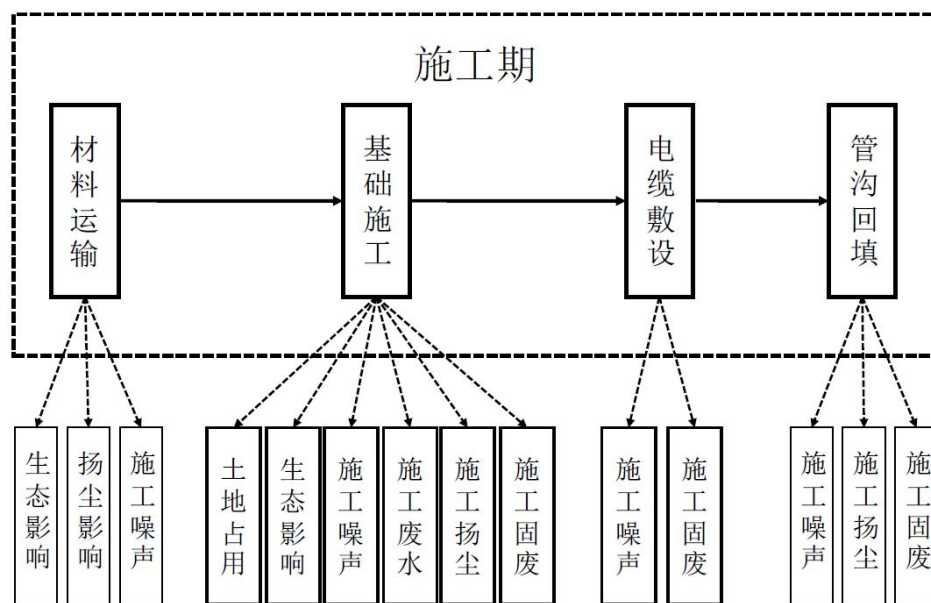 施工期
材料运输
基础施工
电缆敷设
管沟回填
生态影响
扬尘影响
施工噪声
土地占用
生态影响
施工噪声
施工废水
施工扬尘
施工固废
施工噪声
施工固废
施工噪声
施工扬尘
施工固废